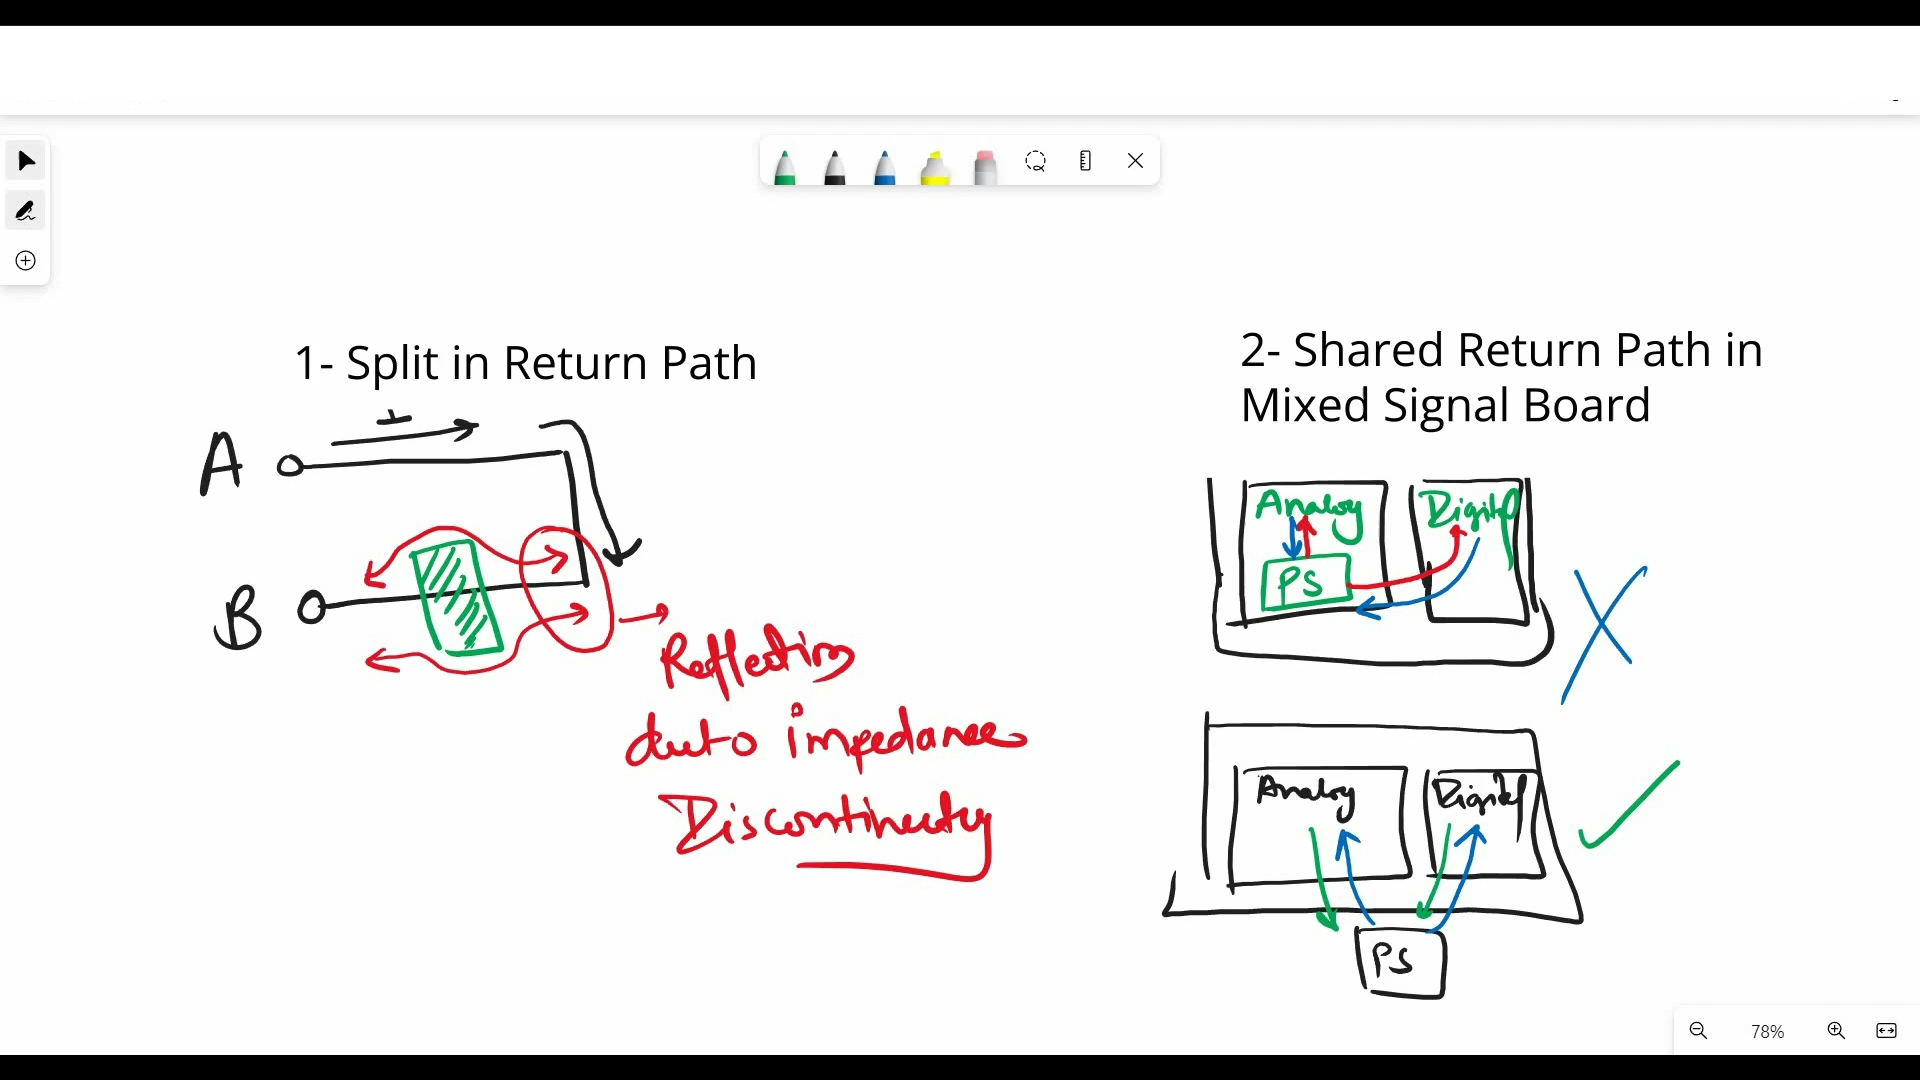 1- Split in Return Path
I
A
B
Reflections
due to impedance
Discontinuity
2- Shared Return Path in
Mixed Signal Board
Analog Digital
PS
Analog Digital
PS
78%